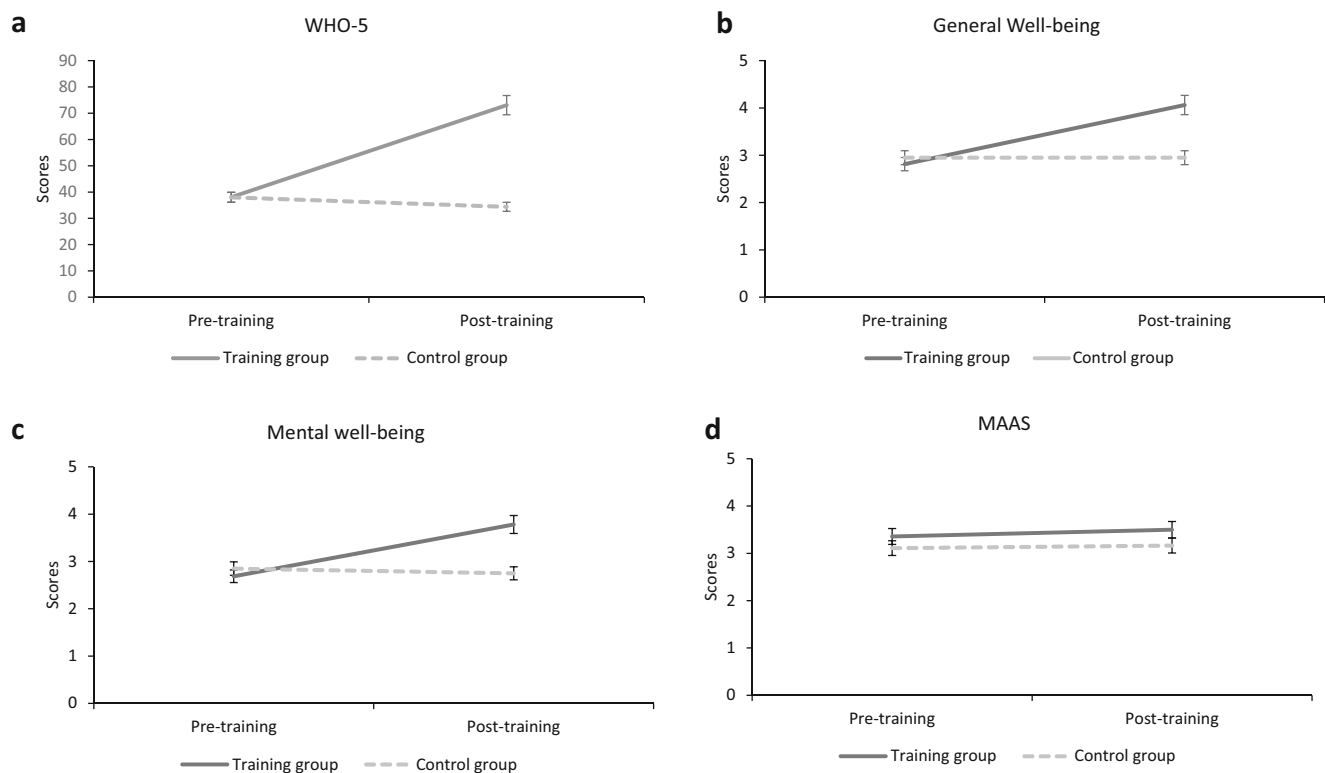 a
WHO-5
90
80
70
60
50
40
30
20
10
0
Scores
Pre-training Post-training
Training group Control group
b
General Well-being
5
4
3
2
1
0
Scores
Pre-training Post-training
Training group Control group
c
Mental well-being
5
4
3
2
1
0
Scores
Pre-training Post-training
Training group Control group
d
MAAS
5
4
3
2
1
0
Scores
Pre-training Post-training
Training group Control group